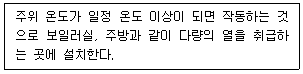 주위 온도가 일정 온도 이상이 되면 작동하는 것
으로 보일러실, 주방과 같이 다량의 열을 취급하
는 곳에 설치한다.